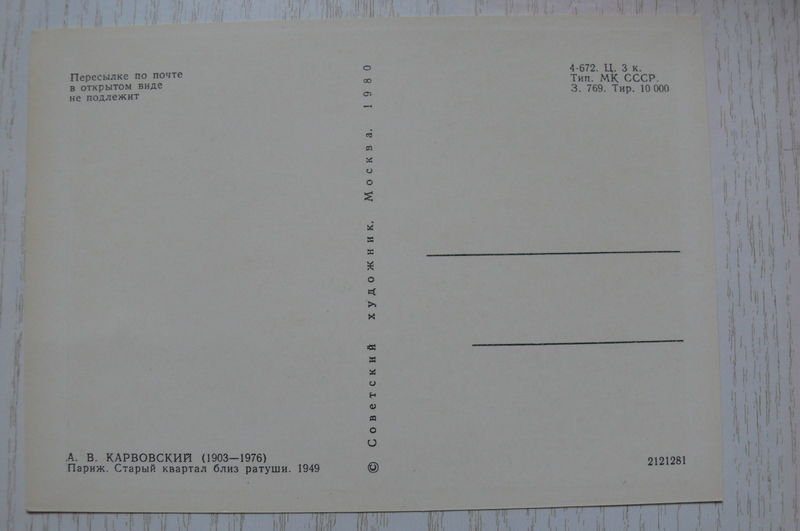 Пересылке по почте
в открытом виде
не подлежит
4-672. Ц. 3 к.
Тип. МК СССР.
З. 769. Тир. 10 000
© Советский художник. Москва. 1980
А. В. КАРВОВСКИЙ (1903—1976)
Париж. Старый квартал близ ратуши. 1949
2121281